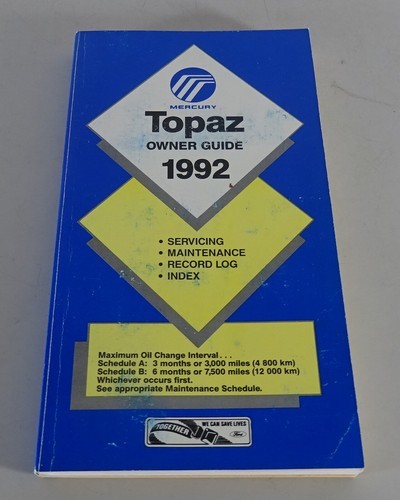 MERCURY
Topaz
OWNER GUIDE
1992
• SERVICING
• MAINTENANCE
• RECORD LOG
• INDEX
Maximum Oil Change Interval . . .
Schedule A: 3 months or 3,000 miles (4 800 km)
Schedule B: 6 months or 7,500 miles (12 000 km)
Whichever occurs first.
See appropriate Maintenance Schedule.
TOGETHER
WE CAN SAVE LIVES
Ford